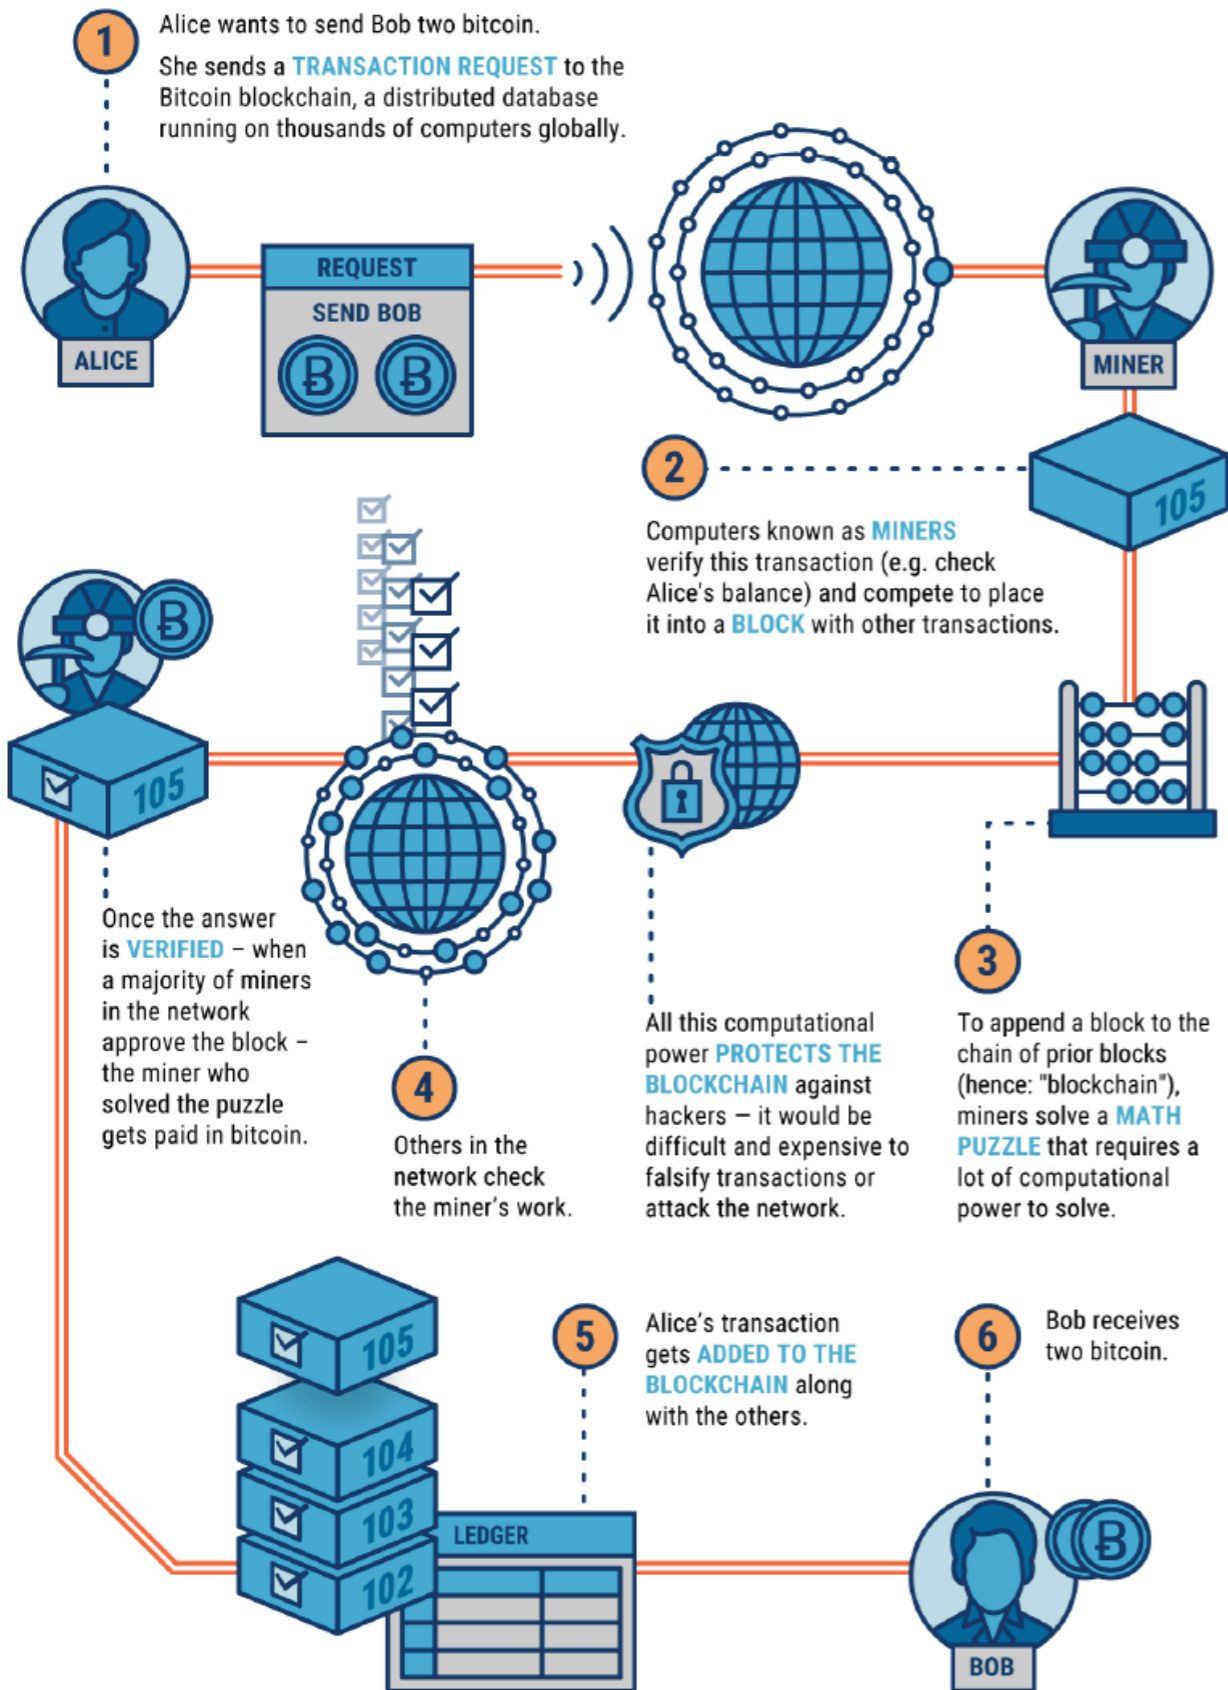 1
Alice wants to send Bob two bitcoin.
She sends a TRANSACTION REQUEST to the
Bitcoin blockchain, a distributed database
running on thousands of computers globally.
ALICE
REQUEST
SEND BOB
Ƀ Ƀ
MINER
105
2
Computers known as MINERS
verify this transaction (e.g. check
Alice's balance) and compete to place
it into a BLOCK with other transactions.
3
To append a block to the
chain of prior blocks
(hence: "blockchain"),
miners solve a MATH
PUZZLE that requires a
lot of computational
power to solve.
All this computational
power PROTECTS THE
BLOCKCHAIN against
hackers – it would be
difficult and expensive to
falsify transactions or
attack the network.
4
Others in the
network check
the miner's work.
Ƀ
105
Once the answer
is VERIFIED – when
a majority of miners
in the network
approve the block –
the miner who
solved the puzzle
gets paid in bitcoin.
105
104
103
102
LEDGER
5
Alice's transaction
gets ADDED TO THE
BLOCKCHAIN along
with the others.
6
Bob receives
two bitcoin.
Ƀ
BOB